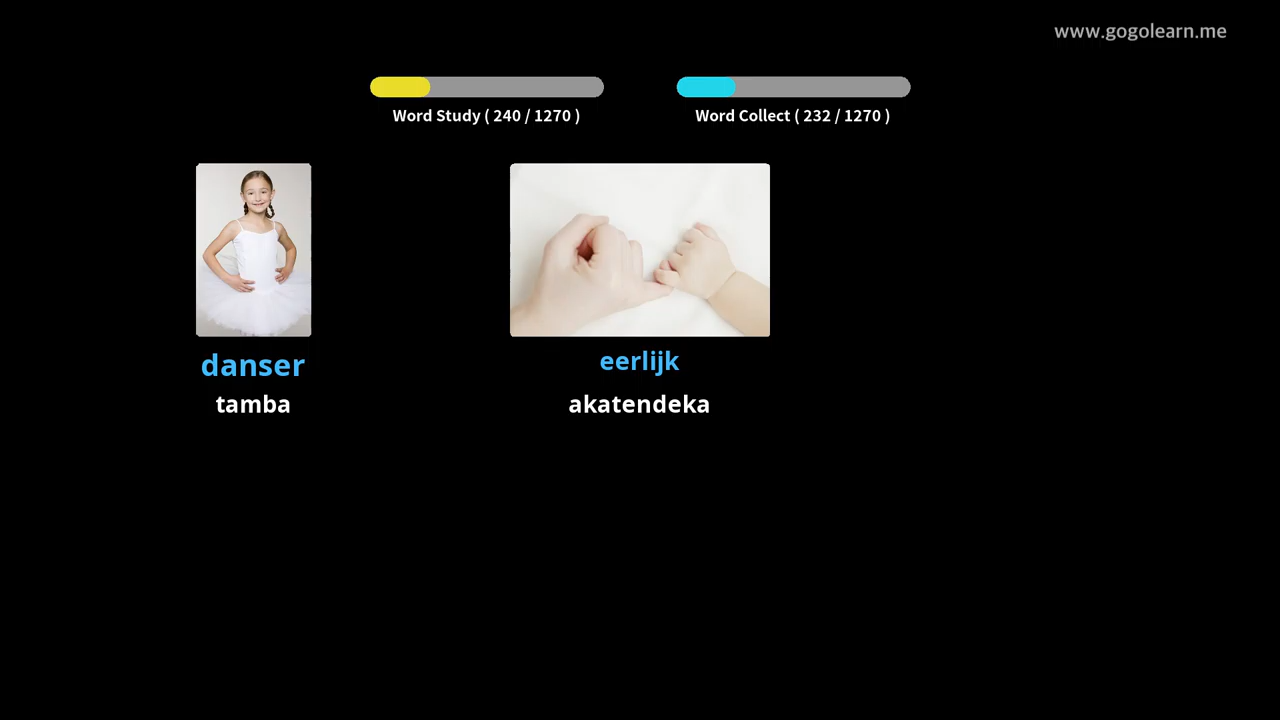 www.gogolearn.me
Word Study ( 240 / 1270 )
Word Collect ( 232 / 1270 )
danser
tamba
eerlijk
akatendeka